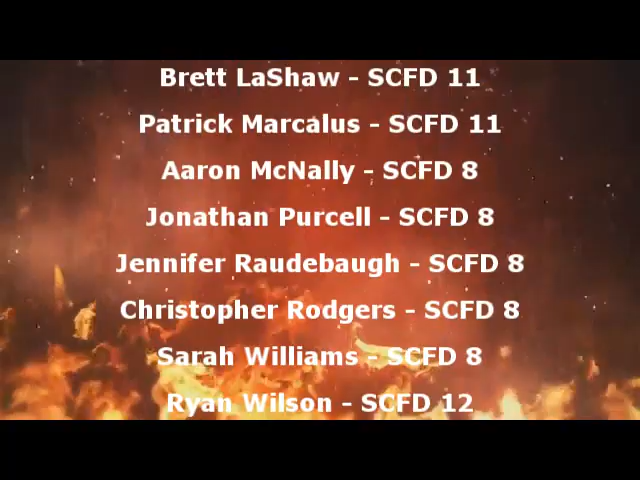 Brett LaShaw - SCFD 11
Patrick Marcalus - SCFD 11
Aaron McNally - SCFD 8
Jonathan Purcell - SCFD 8
Jennifer Raudebaugh - SCFD 8
Christopher Rodgers - SCFD 8
Sarah Williams - SCFD 8
Ryan Wilson - SCFD 12